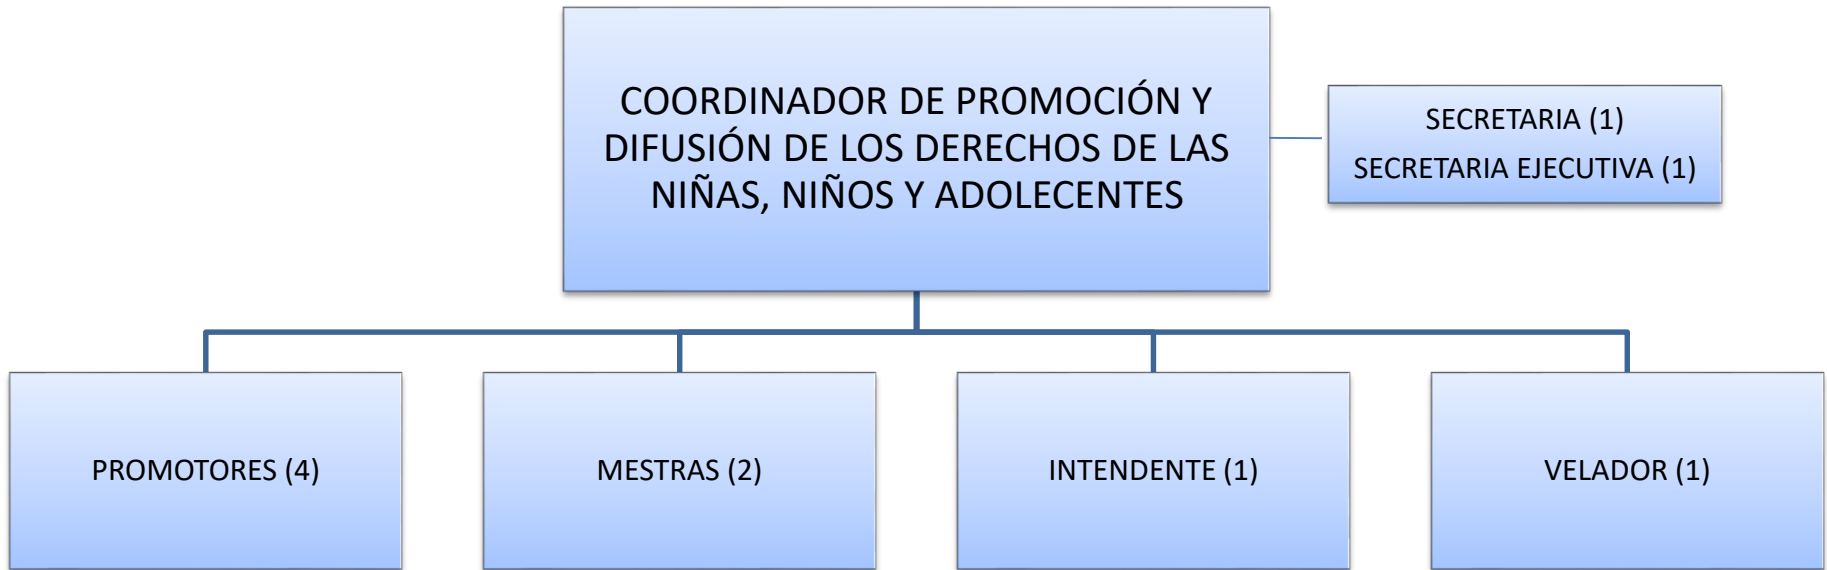 COORDINADOR DE PROMOCIÓN Y
DIFUSIÓN DE LOS DERECHOS DE LAS
NIÑAS, NIÑOS Y ADOLECENTES
SECRETARIA (1)
SECRETARIA EJECUTIVA (1)
PROMOTORES (4)
MESTRAS (2)
INTENDENTE (1)
VELADOR (1)